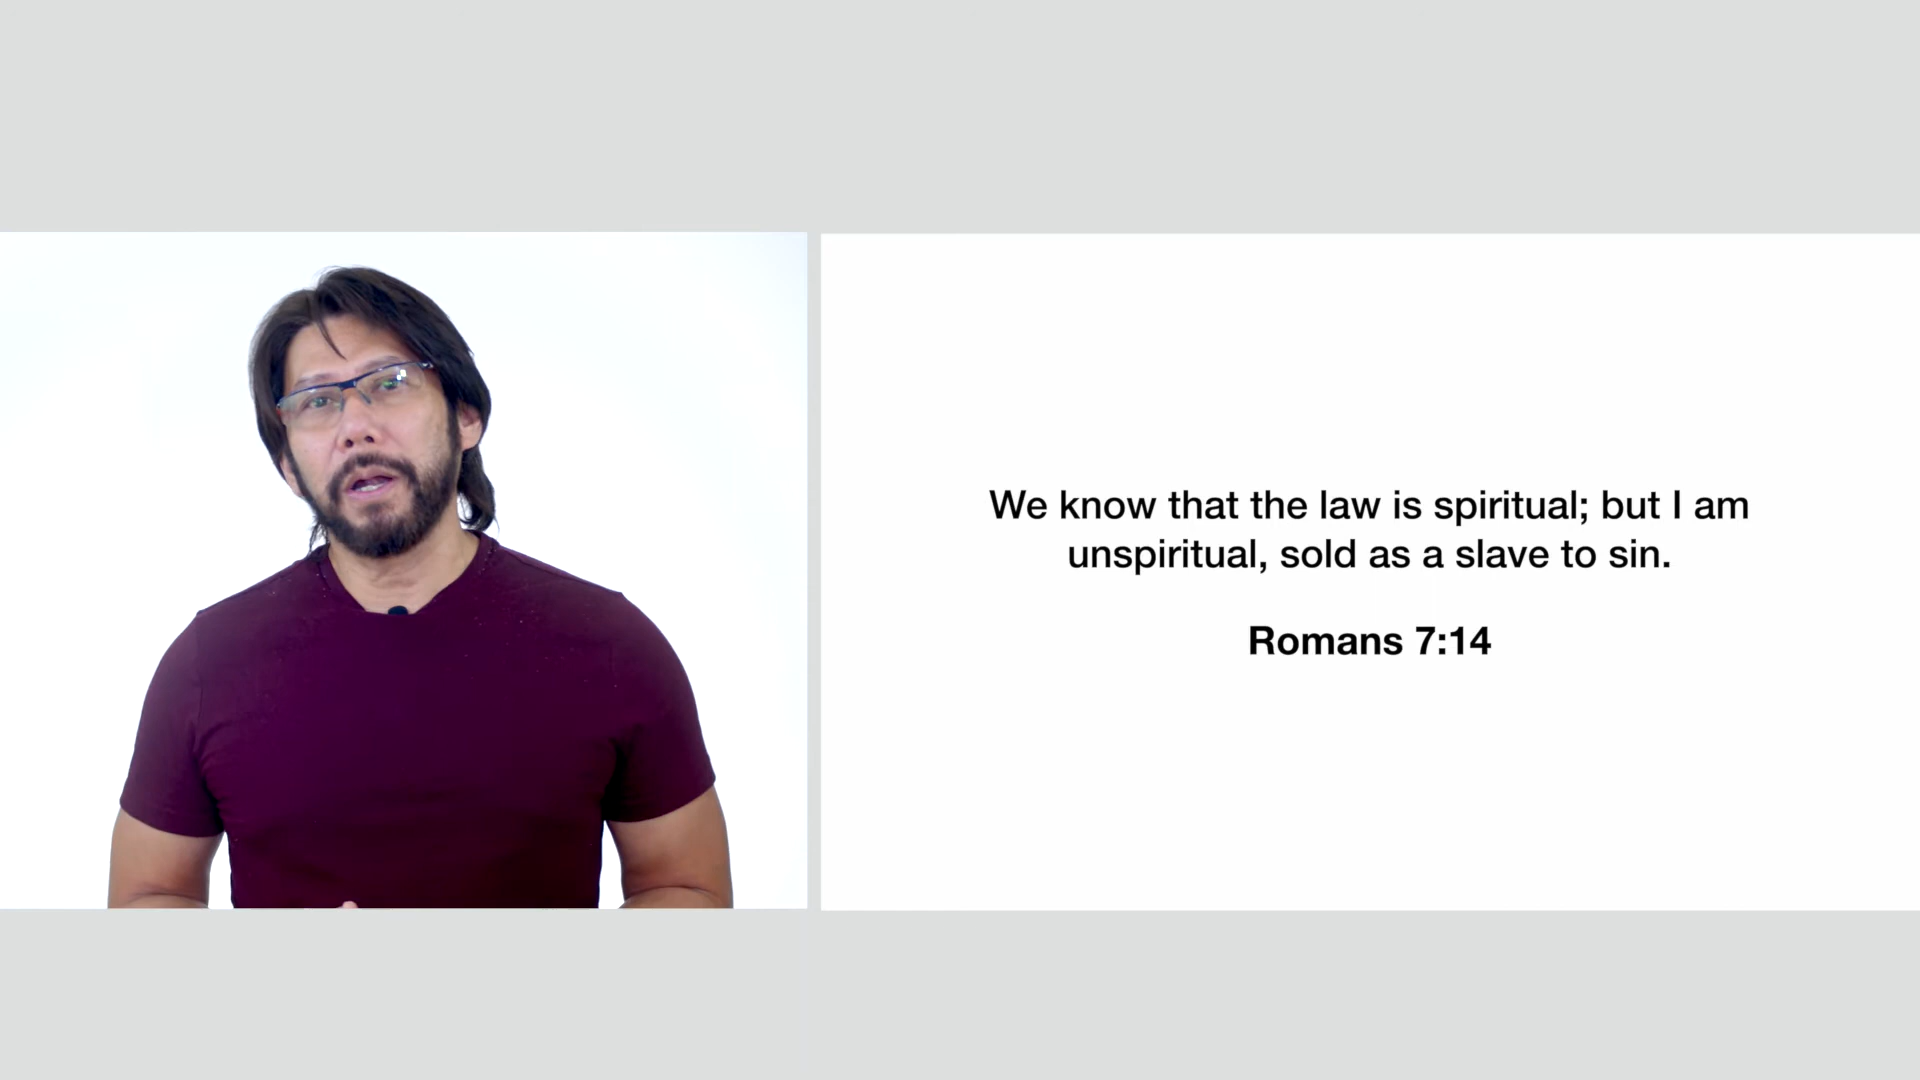 We know that the law is spiritual; but I am
unspiritual, sold as a slave to sin.
Romans 7:14